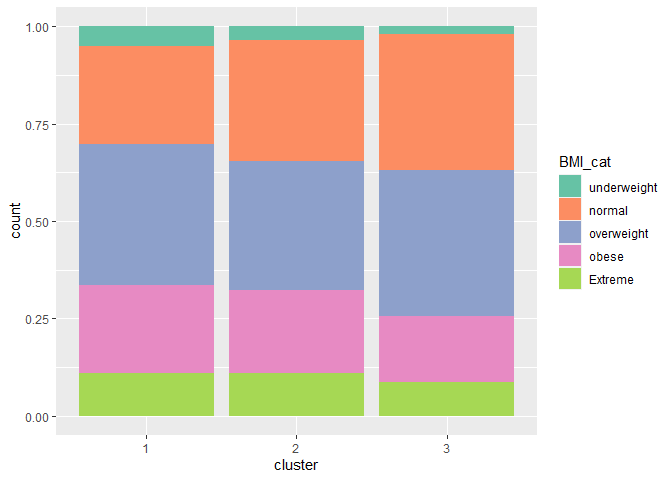 1.00
0.75
0.50
0.25
0.00
count
1 2 3
cluster
BMI_cat
underweight
normal
overweight
obese
Extreme